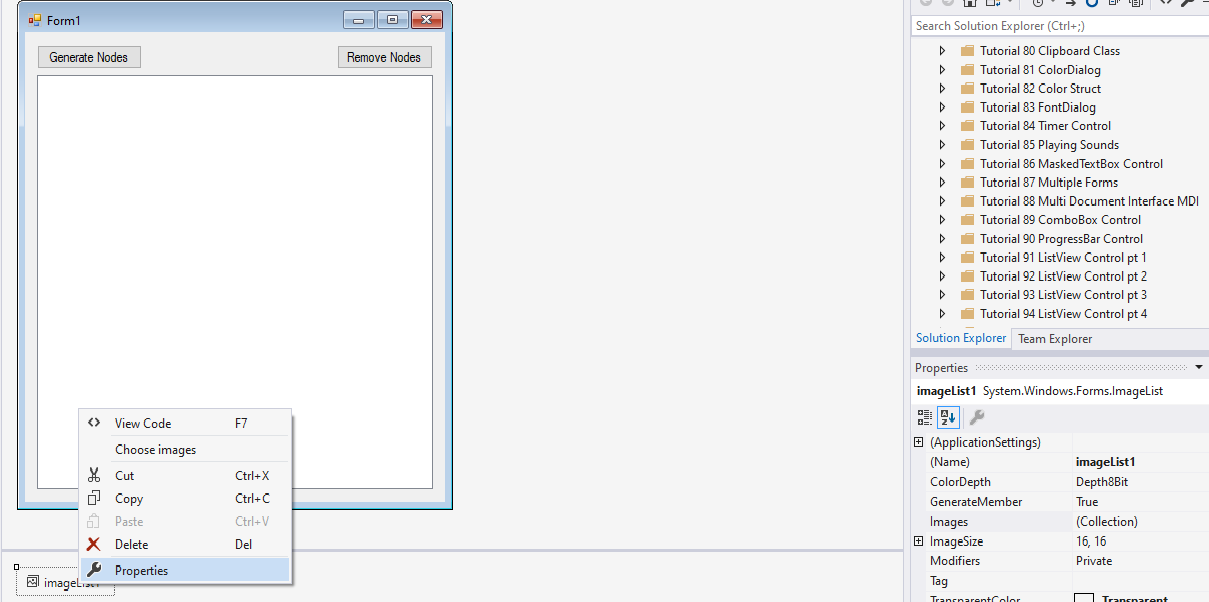 Form1
Generate Nodes
Remove Nodes
View Code F7
Choose images
Cut Ctrl+X
Copy Ctrl+C
Paste Ctrl+V
Delete Del
Properties
imageList1
Search Solution Explorer (Ctrl+;)
Tutorial 80 Clipboard Class
Tutorial 81 ColorDialog
Tutorial 82 Color Struct
Tutorial 83 FontDialog
Tutorial 84 Timer Control
Tutorial 85 Playing Sounds
Tutorial 86 MaskedTextBox Control
Tutorial 87 Multiple Forms
Tutorial 88 Multi Document Interface MDI
Tutorial 89 ComboBox Control
Tutorial 90 ProgressBar Control
Tutorial 91 ListView Control pt 1
Tutorial 92 ListView Control pt 2
Tutorial 93 ListView Control pt 3
Tutorial 94 ListView Control pt 4
Solution Explorer Team Explorer
Properties
imageList1 System.Windows.Forms.ImageList
(ApplicationSettings)
(Name) imageList1
ColorDepth Depth8Bit
GenerateMember True
Images (Collection)
ImageSize 16, 16
Modifiers Private
Tag
TransparentColor Transparent